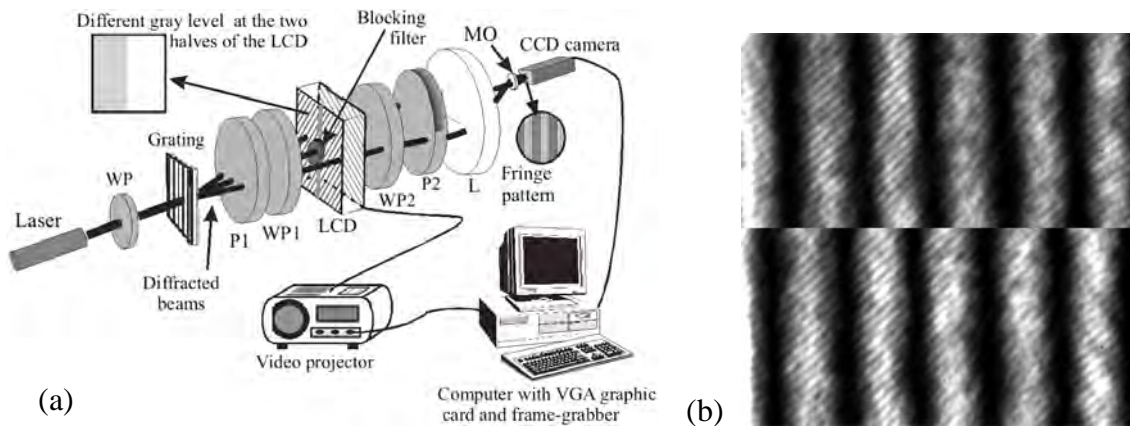 Different gray level at the two
halves of the LCD
Blocking
filter
MO
CCD camera
Grating
WP
Laser
P1
WP1
LCD
WP2
P2
L
Fringe
pattern
Diffracted
beams
Video projector
Computer with VGA graphic
card and frame-grabber
(a)
(b)